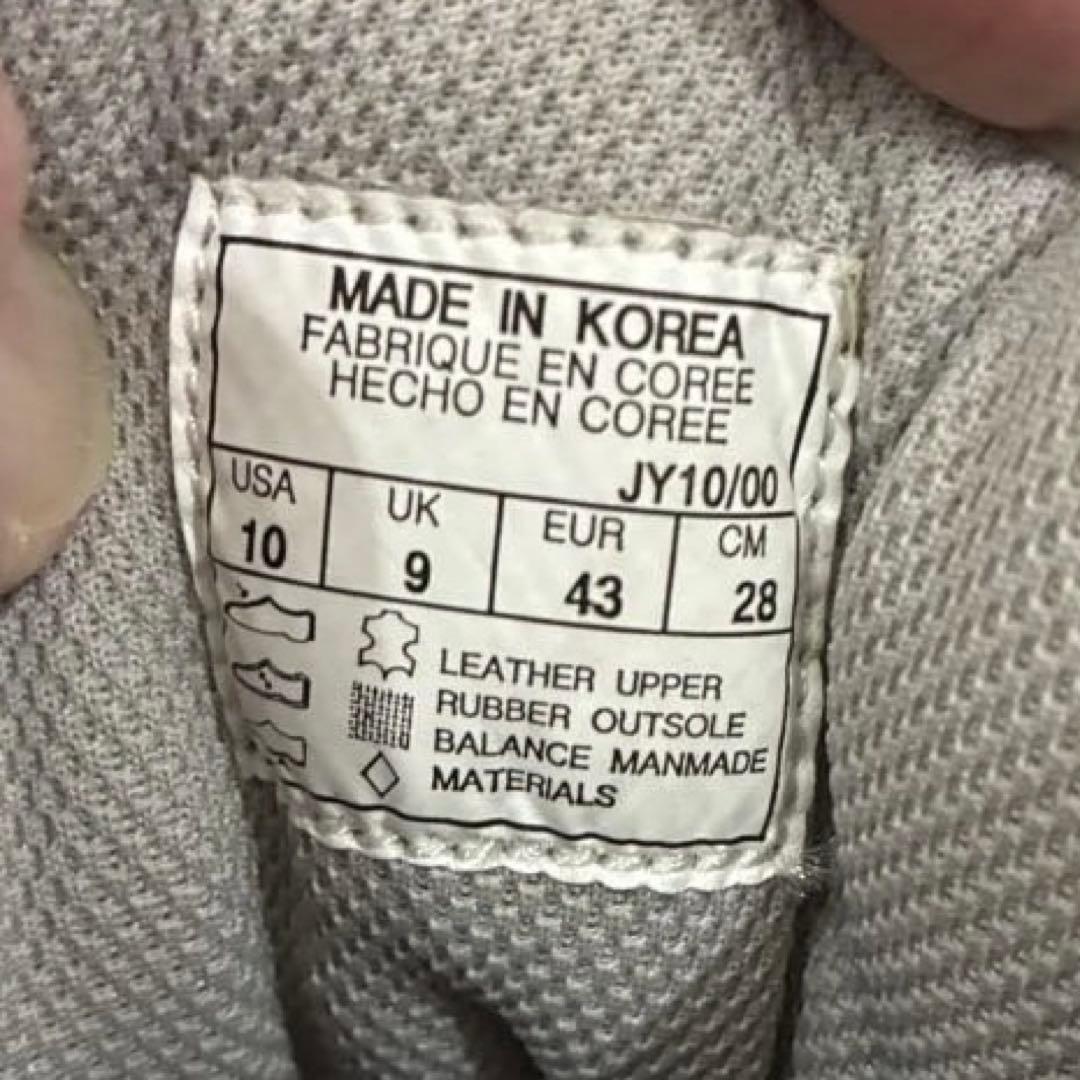 MADE IN KOREA
FABRIQUE EN COREE
HECHO EN COREE
JY10/00
USA UK EUR CM
10 9 43 28
LEATHER UPPER
RUBBER OUTSOLE
BALANCE MANMADE
MATERIALS